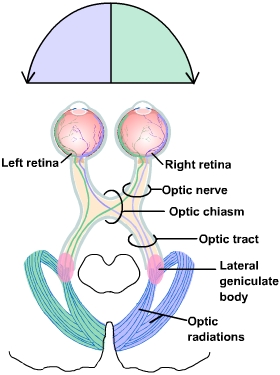 Left retina
Right retina
Optic nerve
Optic chiasm
Optic tract
Lateral
geniculate
body
Optic
radiations